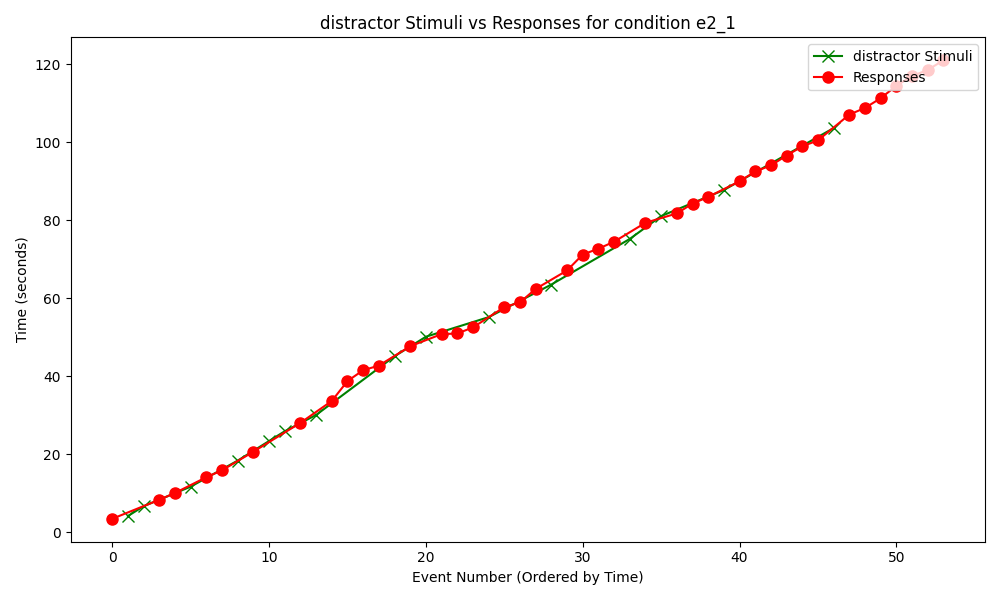 distractor Stimuli vs Responses for condition e2_1
distractor Stimuli
Responses
Time (seconds)
120
100
80
60
40
20
0
0 10 20 30 40 50
Event Number (Ordered by Time)